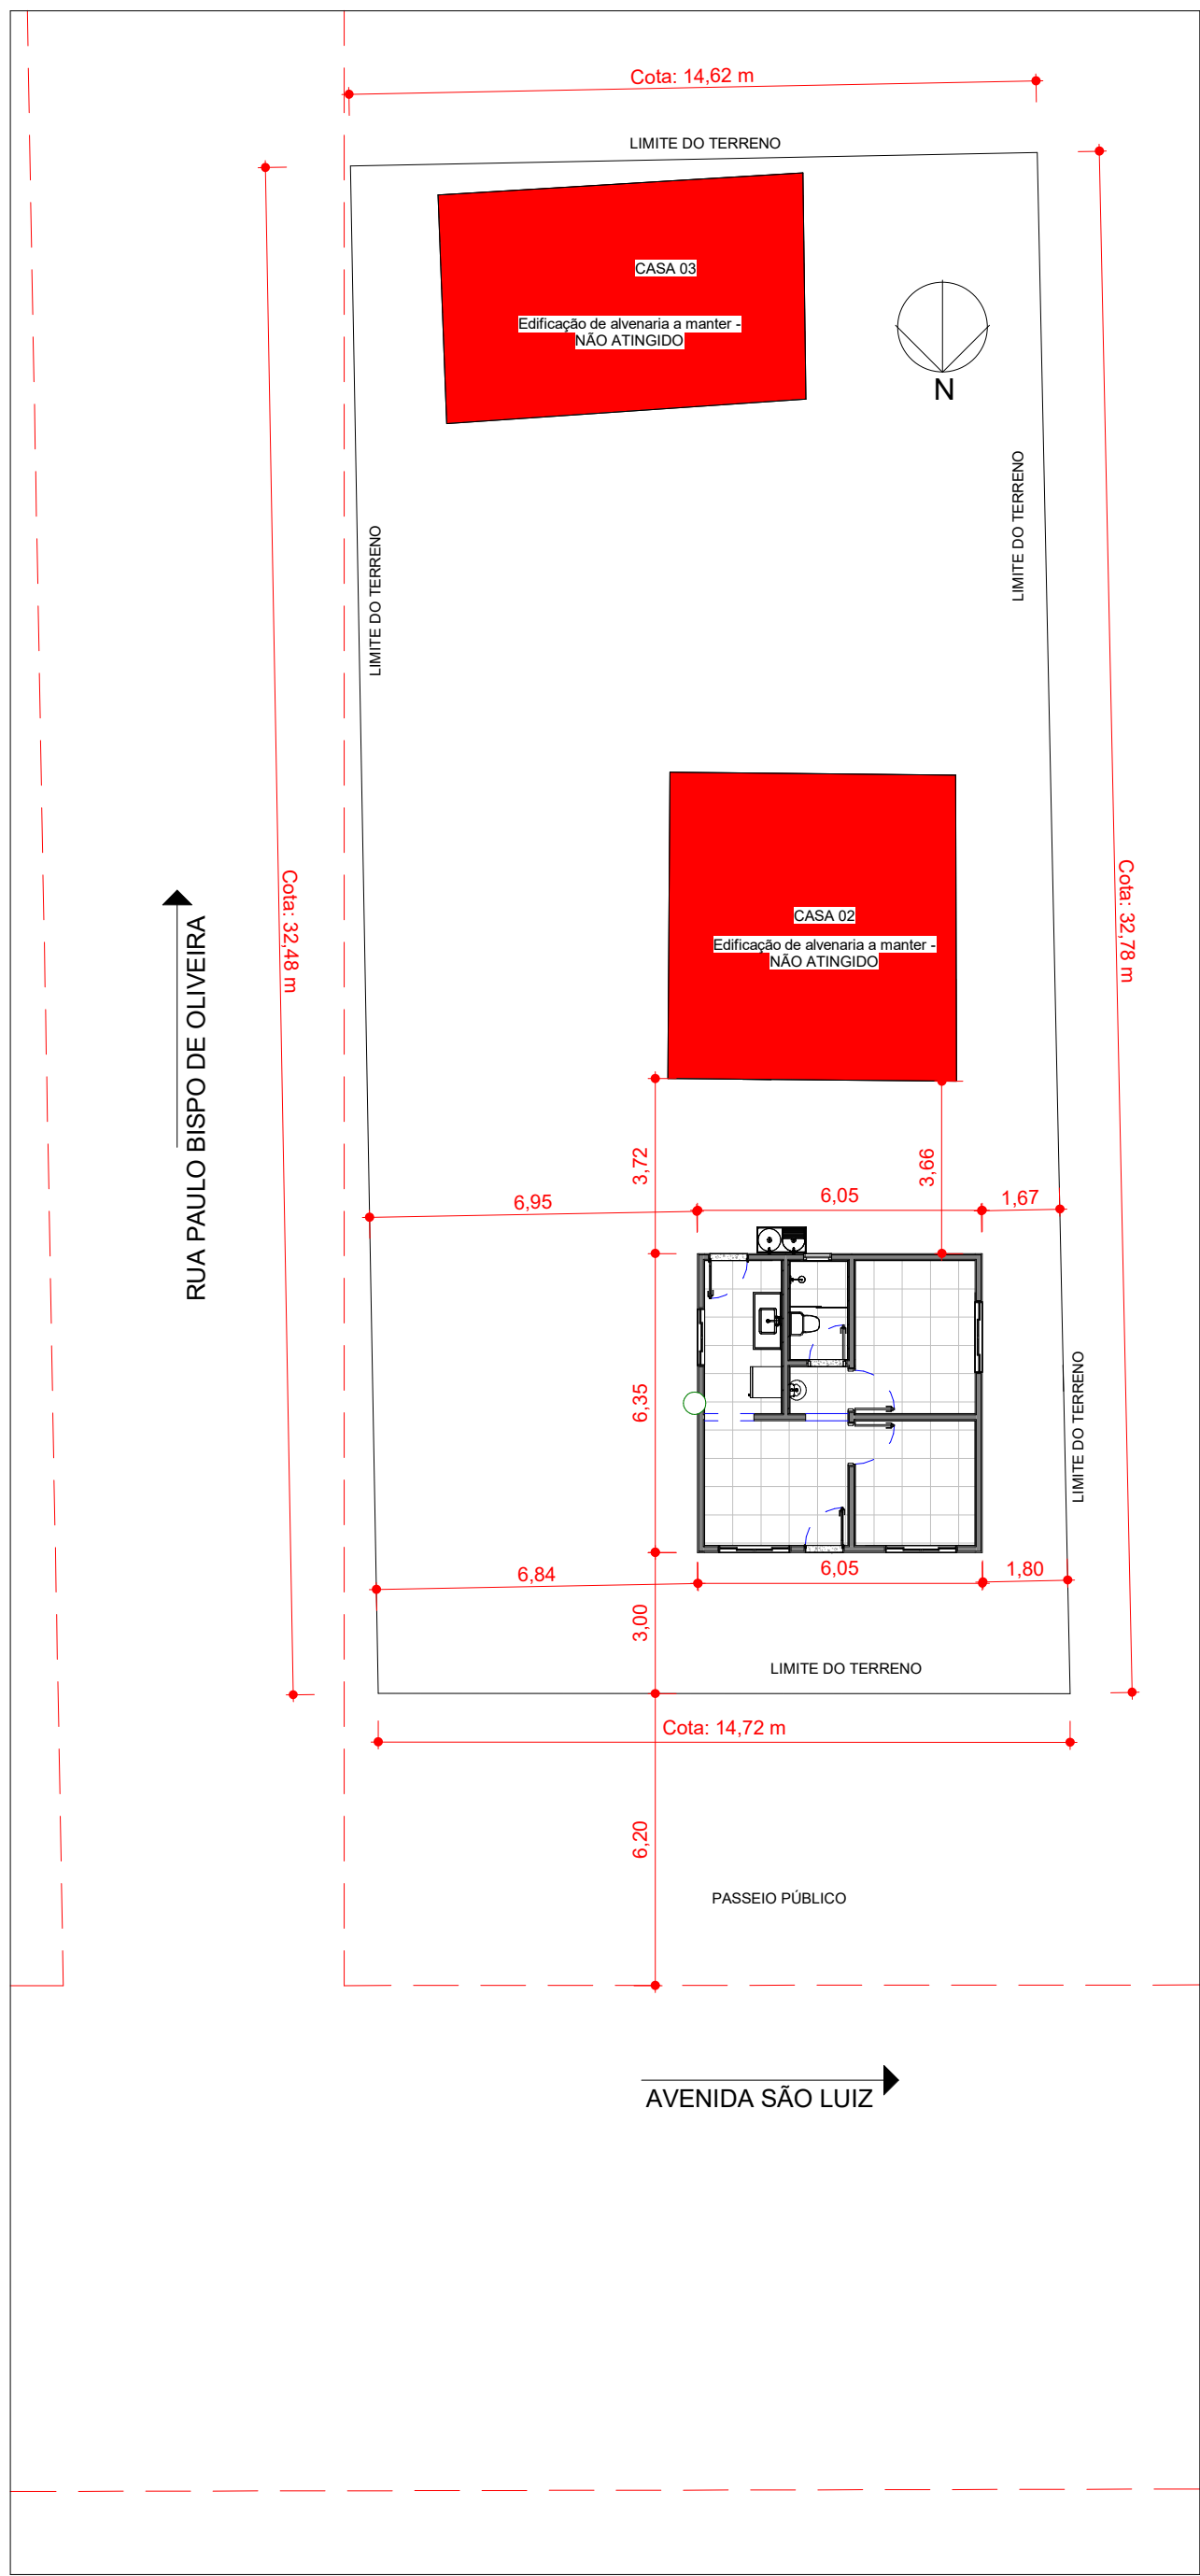 Cota: 14,62 m
LIMITE DO TERRENO
CASA 03
Edificação de alvenaria a manter -
NÃO ATINGIDO
N
LIMITE DO TERRENO
LIMITE DO TERRENO
Cota: 32,48 m
Cota: 32,78 m
RUA PAULO BISPO DE OLIVEIRA
CASA 02
Edificação de alvenaria a manter -
NÃO ATINGIDO
3,72
3,66
6,95
6,05
1,67
6,35
LIMITE DO TERRENO
6,84
6,05
1,80
3,00
LIMITE DO TERRENO
Cota: 14,72 m
6,20
PASSEIO PÚBLICO
AVENIDA SÃO LUIZ